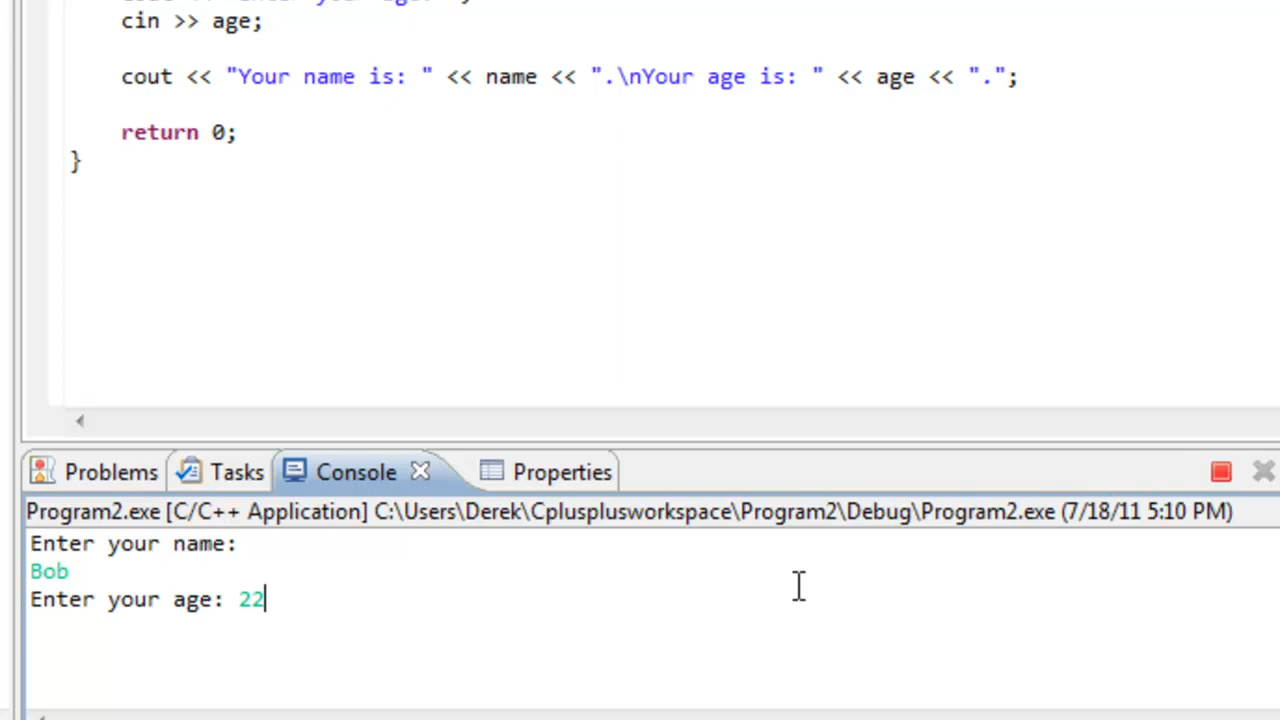 cin >> age;
cout << "Your name is: " << name << ".\nYour age is: " << age << ".";
return 0;
}
Problems Tasks Console Properties
Program2.exe [C/C++ Application] C:\Users\Derek\Cplusplusworkspace\Program2\Debug\Program2.exe (7/18/11 5:10 PM)
Enter your name:
Bob
Enter your age: 22